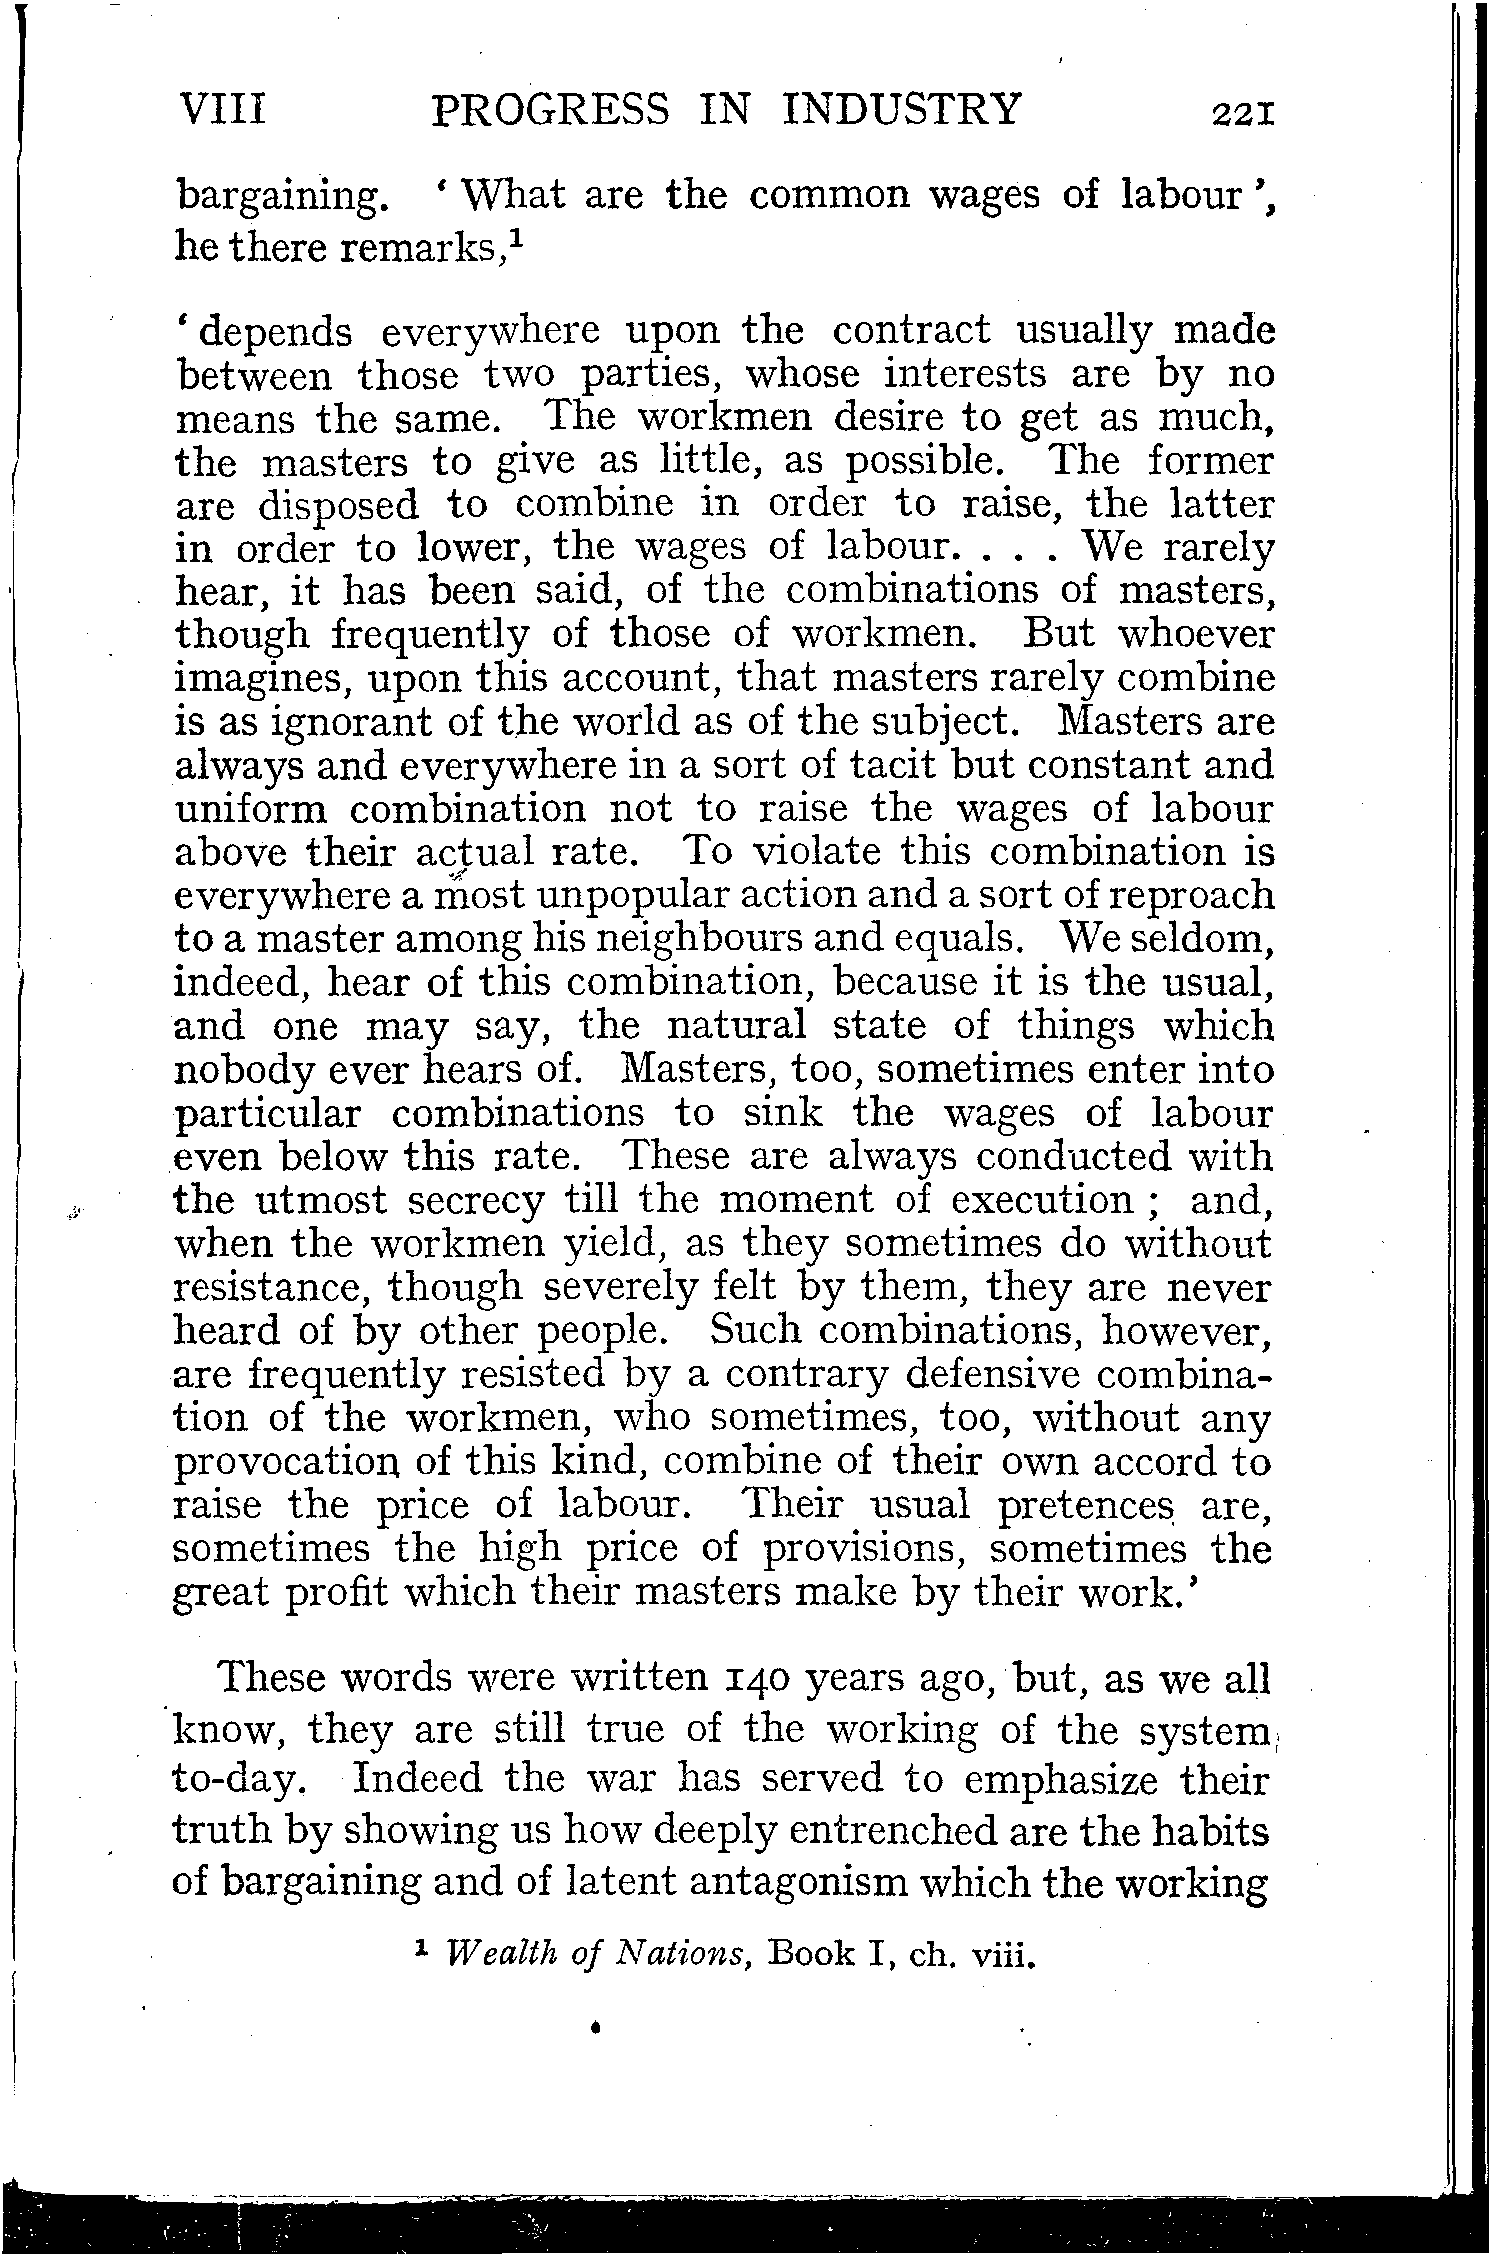 VIII PROGRESS IN INDUSTRY 221
bargaining. ‘ What are the common wages of labour ’,
he there remarks,¹
‘ depends everywhere upon the contract usually made
between those two parties, whose interests are by no
means the same. The workmen desire to get as much,
the masters to give as little, as possible. The former
are disposed to combine in order to raise, the latter
in order to lower, the wages of labour. . . . We rarely
hear, it has been said, of the combinations of masters,
though frequently of those of workmen. But whoever
imagines, upon this account, that masters rarely combine
is as ignorant of the world as of the subject. Masters are
always and everywhere in a sort of tacit but constant and
uniform combination not to raise the wages of labour
above their actual rate. To violate this combination is
everywhere a most unpopular action and a sort of reproach
to a master among his neighbours and equals. We seldom,
indeed, hear of this combination, because it is the usual,
and one may say, the natural state of things which
nobody ever hears of. Masters, too, sometimes enter into
particular combinations to sink the wages of labour
even below this rate. These are always conducted with
the utmost secrecy till the moment of execution ; and,
when the workmen yield, as they sometimes do without
resistance, though severely felt by them, they are never
heard of by other people. Such combinations, however,
are frequently resisted by a contrary defensive combina-
tion of the workmen, who sometimes, too, without any
provocation of this kind, combine of their own accord to
raise the price of labour. Their usual pretences are,
sometimes the high price of provisions, sometimes the
great profit which their masters make by their work.’
These words were written 140 years ago, but, as we all
know, they are still true of the working of the system
to-day. Indeed the war has served to emphasize their
truth by showing us how deeply entrenched are the habits
of bargaining and of latent antagonism which the working
¹ Wealth of Nations, Book I, ch. viii.